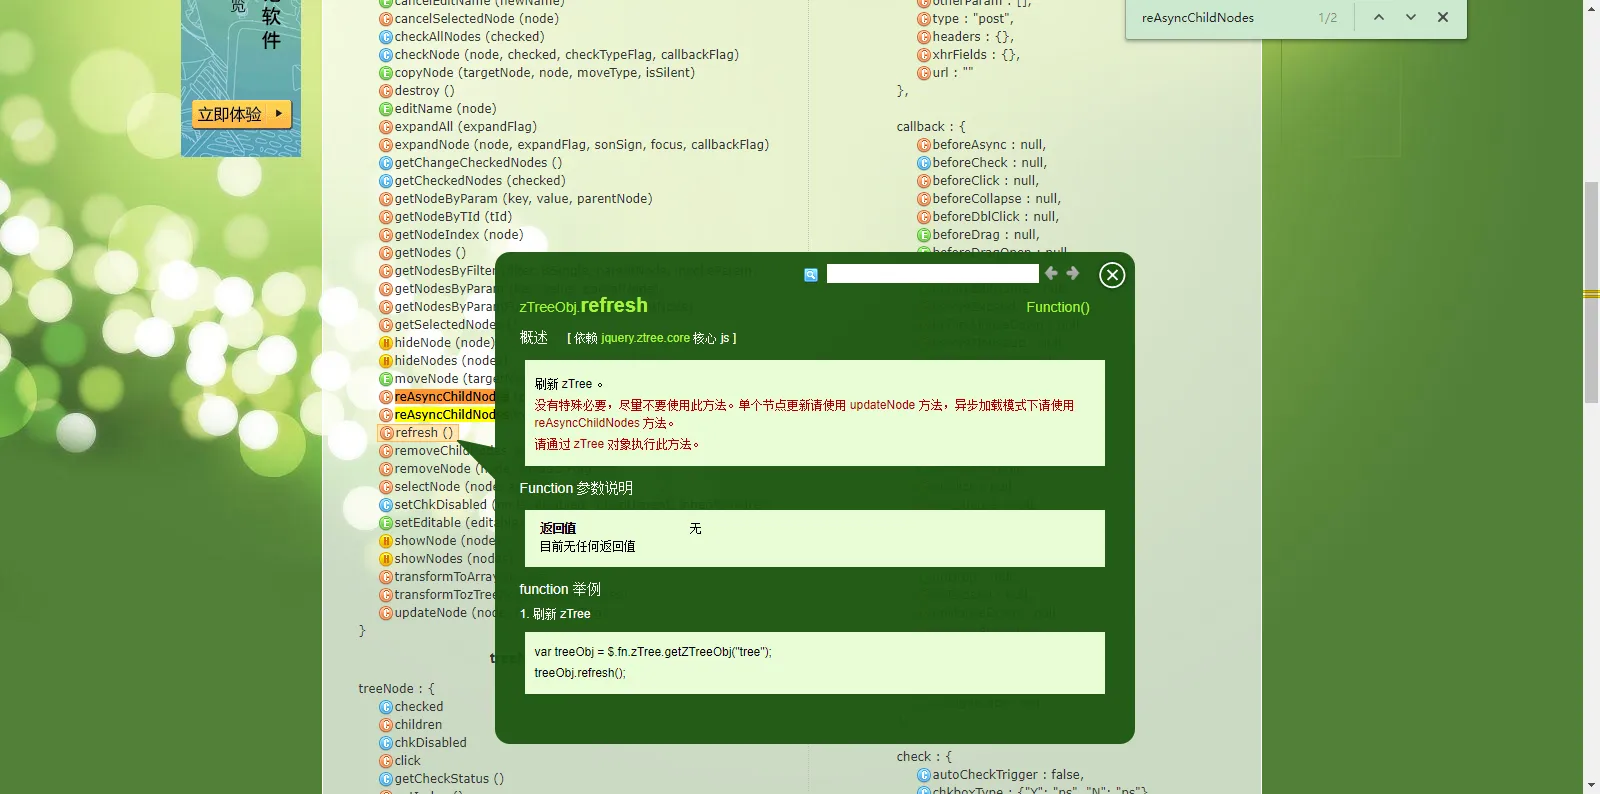 览
软
件
立即体验
cancelEditName (newName)
cancelSelectedNode (node)
checkAllNodes (checked)
checkNode (node, checked, checkTypeFlag, callbackFlag)
copyNode (targetNode, node, moveType, isSilent)
destroy ()
editName (node)
expandAll (expandFlag)
expandNode (node, expandFlag, sonSign, focus, callbackFlag)
getChangeCheckedNodes ()
getCheckedNodes (checked)
getNodeByParam (key, value, parentNode)
getNodeByTId (tId)
getNodeIndex (node)
getNodes ()
getNodesByFilter
getNodesByParam
getNodesByParam
getSelectedNodes
hideNode (node)
hideNodes (node
moveNode (target
reAsyncChildNod
reAsyncChildNodes
refresh ()
removeChild
removeNode (n
selectNode (node
setChkDisabled (
setEditable (edita
showNode (node
showNodes (nod
transformToArray
transformTozTree
updateNode (nod
}
treeNode : {
checked
children
chkDisabled
click
getCheckStatus ()
otherParam : [],
type : "post",
headers : {},
xhrFields : {},
url : ""
},
callback : {
beforeAsync : null,
beforeCheck : null,
beforeClick : null,
beforeCollapse : null,
beforeDblClick : null,
beforeDrag : null,
beforeDragOpen : null
check : {
autoCheckTrigger : false,
chkboxType : {"Y": "ps", "N": "ps"}
reAsyncChildNodes 1/2
zTreeObj.refresh Function()
概述 [ 依赖 jquery.ztree.core 核心 js ]
刷新 zTree 。
没有特殊必要，尽量不要使用此方法。单个节点更新请使用 updateNode 方法，异步加载模式下请使用
reAsyncChildNodes 方法。
请通过 zTree 对象执行此方法。
Function 参数说明
返回值 无
目前无任何返回值
function 举例
1. 刷新 zTree
var treeObj = $.fn.zTree.getZTreeObj("tree");
treeObj.refresh();